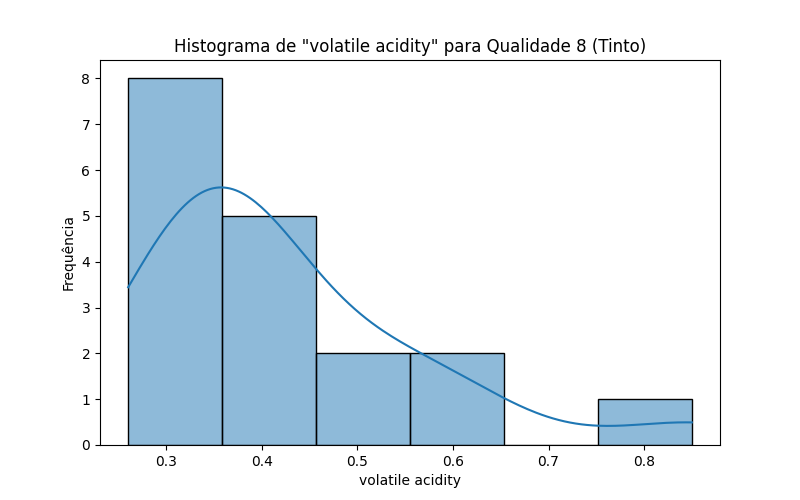 Histograma de "volatile acidity" para Qualidade 8 (Tinto)
8
7
6
5
4
3
2
1
0
Frequência
0.3 0.4 0.5 0.6 0.7 0.8
volatile acidity